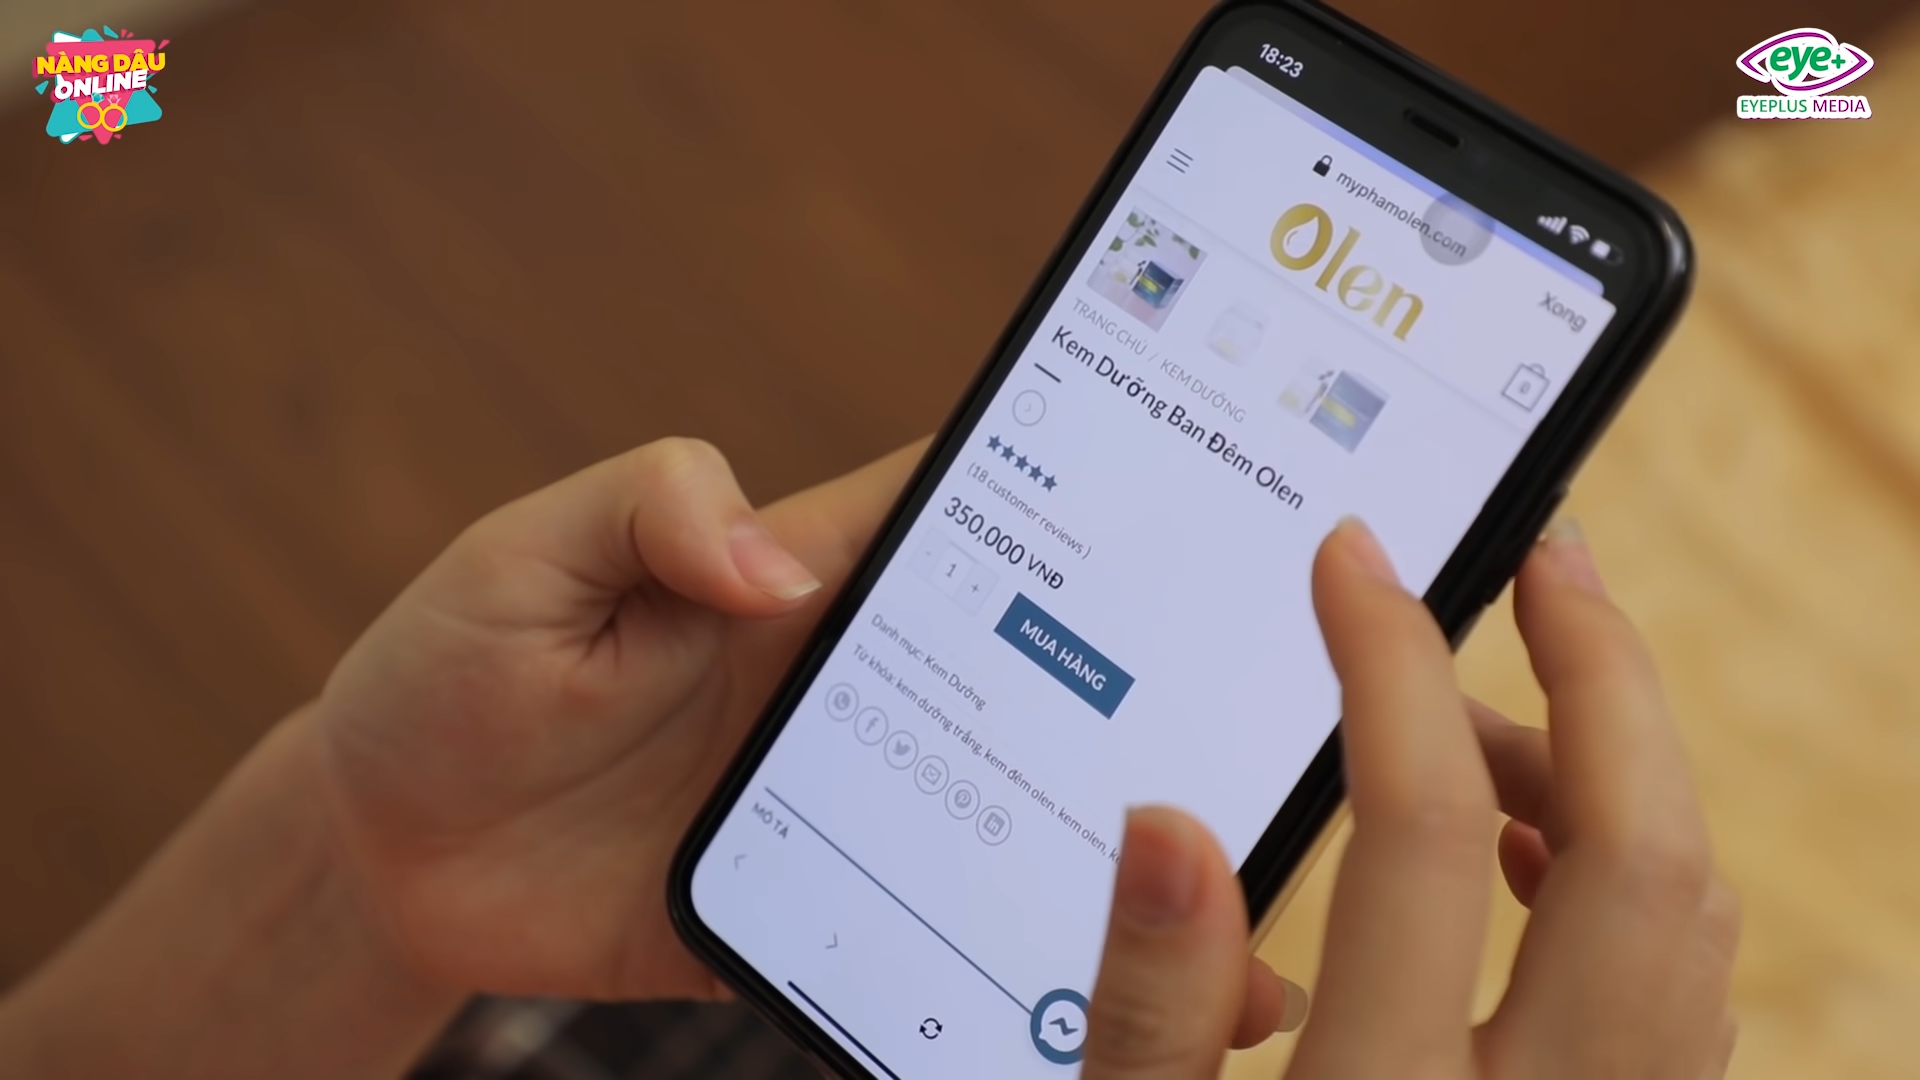 NÀNG DÂU
ONLINE
eye+
EYEPLUS MEDIA
18:23
myphamolen.com
Xong
Olen
0
TRANG CHỦ / KEM DƯỠNG
Kem Dưỡng Ban Đêm Olen
(18 customer reviews )
350,000 VNĐ
- 1 +
MUA HÀNG
Danh mục: Kem Dưỡng
Từ khóa: kem dưỡng trắng, kem đêm olen, kem olen,
MÔ TẢ